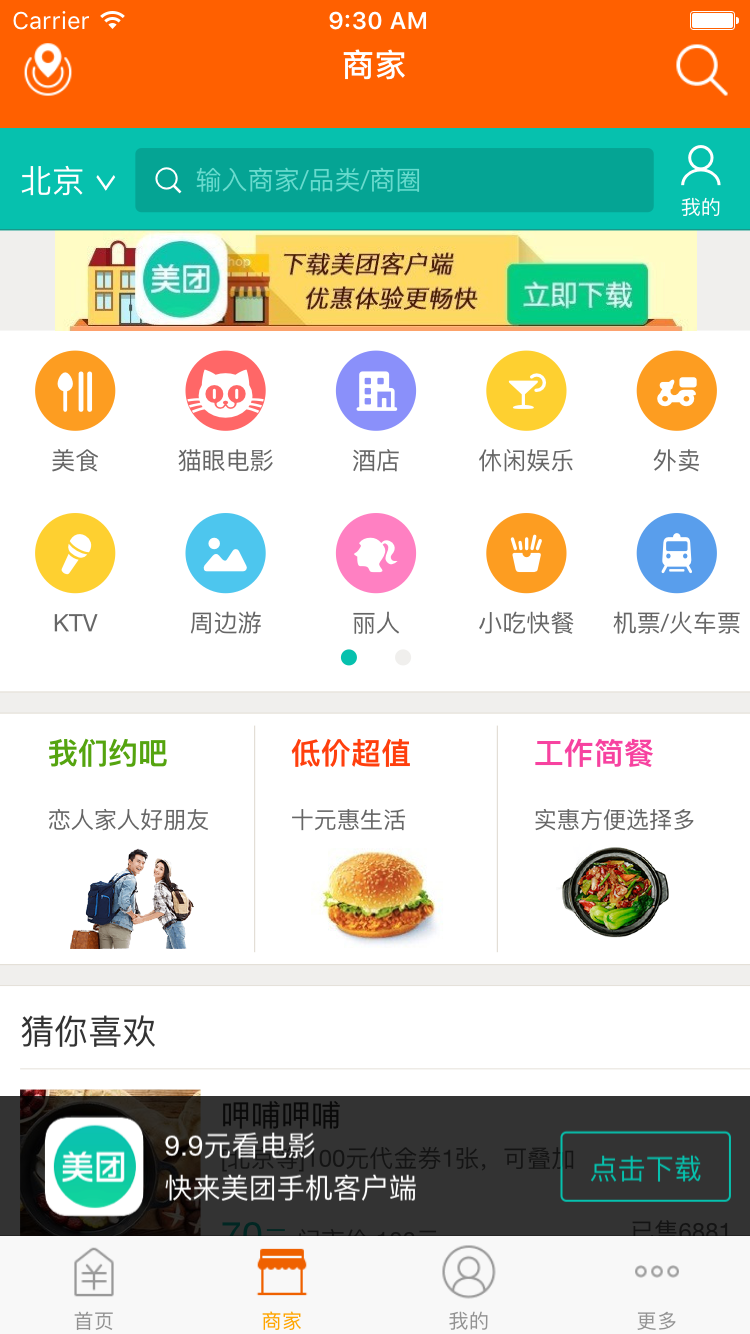 Carrier 9:30 AM
商家
北京 输入商家/品类/商圈 我的
美团 shop 下载美团客户端
优惠体验更畅快 立即下载
美食 猫眼电影 酒店 休闲娱乐 外卖
KTV 周边游 丽人 小吃快餐 机票/火车票
我们约吧 低价超值 工作简餐
恋人家人好朋友 十元惠生活 实惠方便选择多
猜你喜欢
呷哺呷哺
美团 9.9元看电影
[北京等]100元代金券1张，可叠加
快来美团手机客户端 点击下载
已售6881
首页 商家 我的 更多